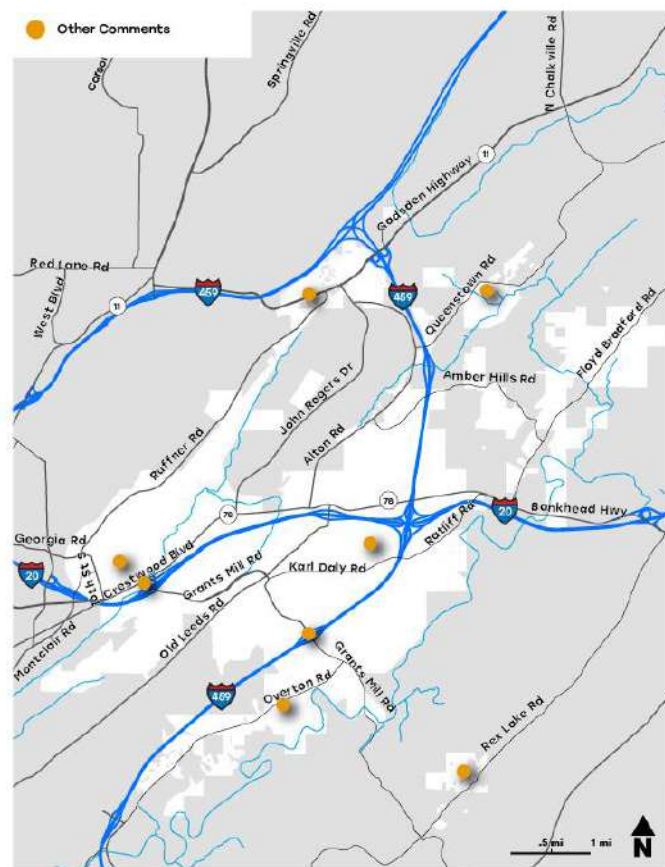 Other Comments
Springville Rd
N Chalkville Rd
11
Gadsden Highway
Red Lane Rd
West Blvd
459
11
459
Queenstown Rd
Floyd Bradford Rd
Amber Hills Rd
John Rogers Dr
Ruffner Rd
Alton Rd
78
78
20
Bankhead Hwy
Ratliff Rd
Georgia Rd
20
Crestwood Blvd
Grants Mill Rd
Karl Daly Rd
Montclair Rd
Old Leeds Rd
459
Overton Rd
Grants Mill Rd
Rex Lake Rd
.5 mi 1 mi
N